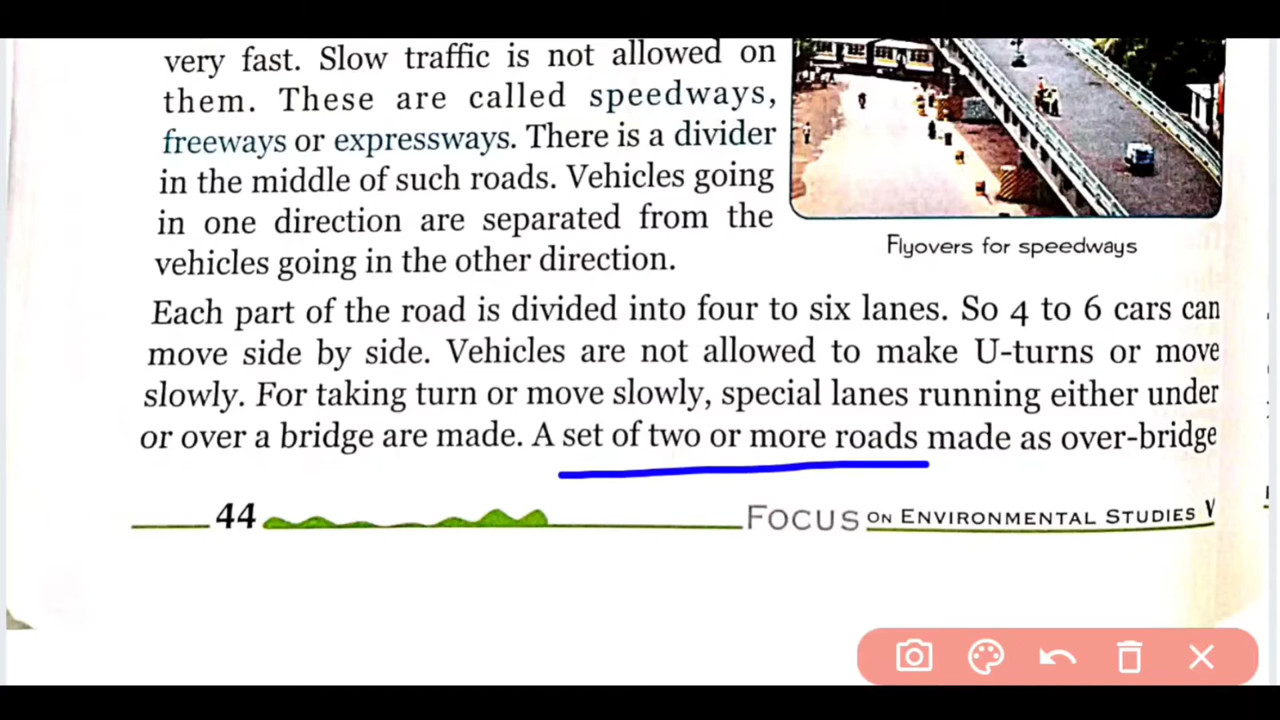 very fast. Slow traffic is not allowed on
them. These are called speedways,
freeways or expressways. There is a divider
in the middle of such roads. Vehicles going
in one direction are separated from the
vehicles going in the other direction.
Flyovers for speedways
Each part of the road is divided into four to six lanes. So 4 to 6 cars can
move side by side. Vehicles are not allowed to make U-turns or move
slowly. For taking turn or move slowly, special lanes running either under
or over a bridge are made. A set of two or more roads made as over-bridge
44
FOCUS ON ENVIRONMENTAL STUDIES V